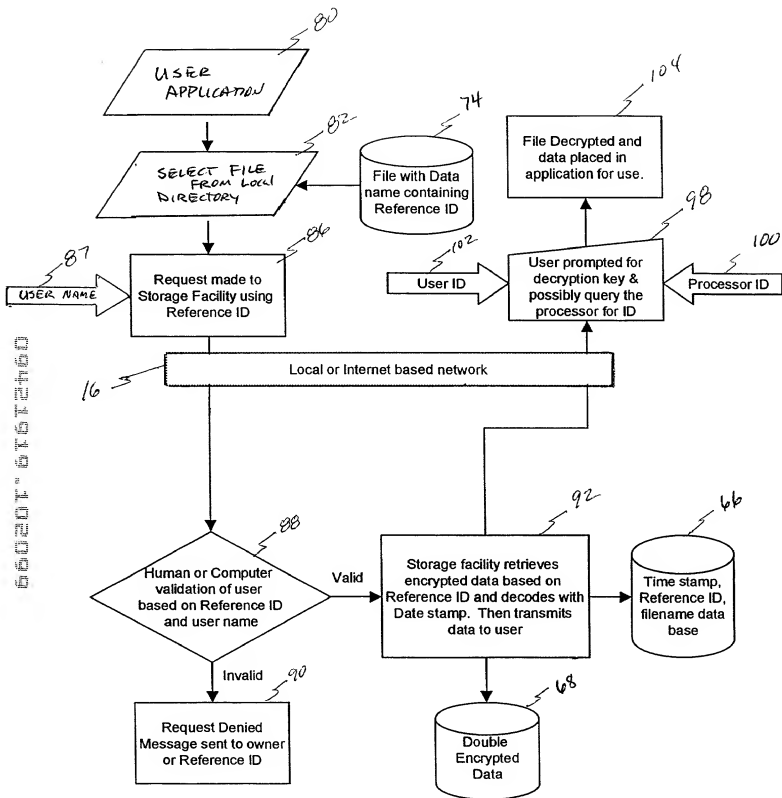 80
USER
APPLICATION
82
SELECT FILE
FROM LOCAL
DIRECTORY
74
File with Data
name containing
Reference ID
104
File Decrypted and
data placed in
application for use.
98
87
USER NAME
86
Request made to
Storage Facility using
Reference ID
102
User ID
User prompted for
decryption key &
possibly query the
processor for ID
100
Processor ID
16
Local or Internet based network
88
Human or Computer
validation of user
based on Reference ID
and user name
Valid
Invalid
92
Storage facility retrieves
encrypted data based on
Reference ID and decodes with
Date stamp. Then transmits
data to user
66
Time stamp,
Reference ID,
filename data
base
90
Request Denied
Message sent to owner
or Reference ID
68
Double
Encrypted
Data